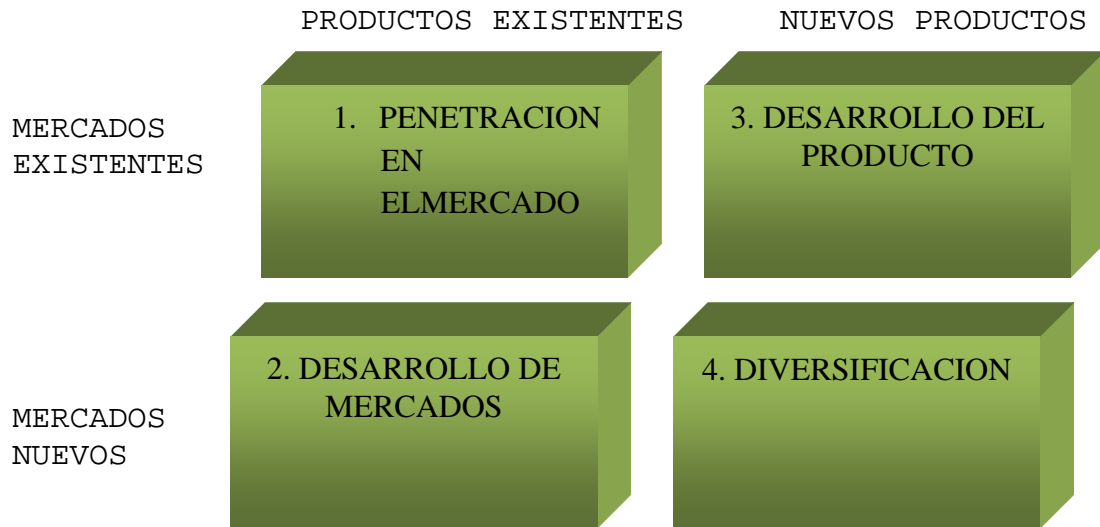 PRODUCTOS EXISTENTES NUEVOS PRODUCTOS
MERCADOS
EXISTENTES
1. PENETRACION
EN
ELMERCADO
3. DESARROLLO DEL
PRODUCTO
MERCADOS
NUEVOS
2. DESARROLLO DE
MERCADOS
4. DIVERSIFICACION